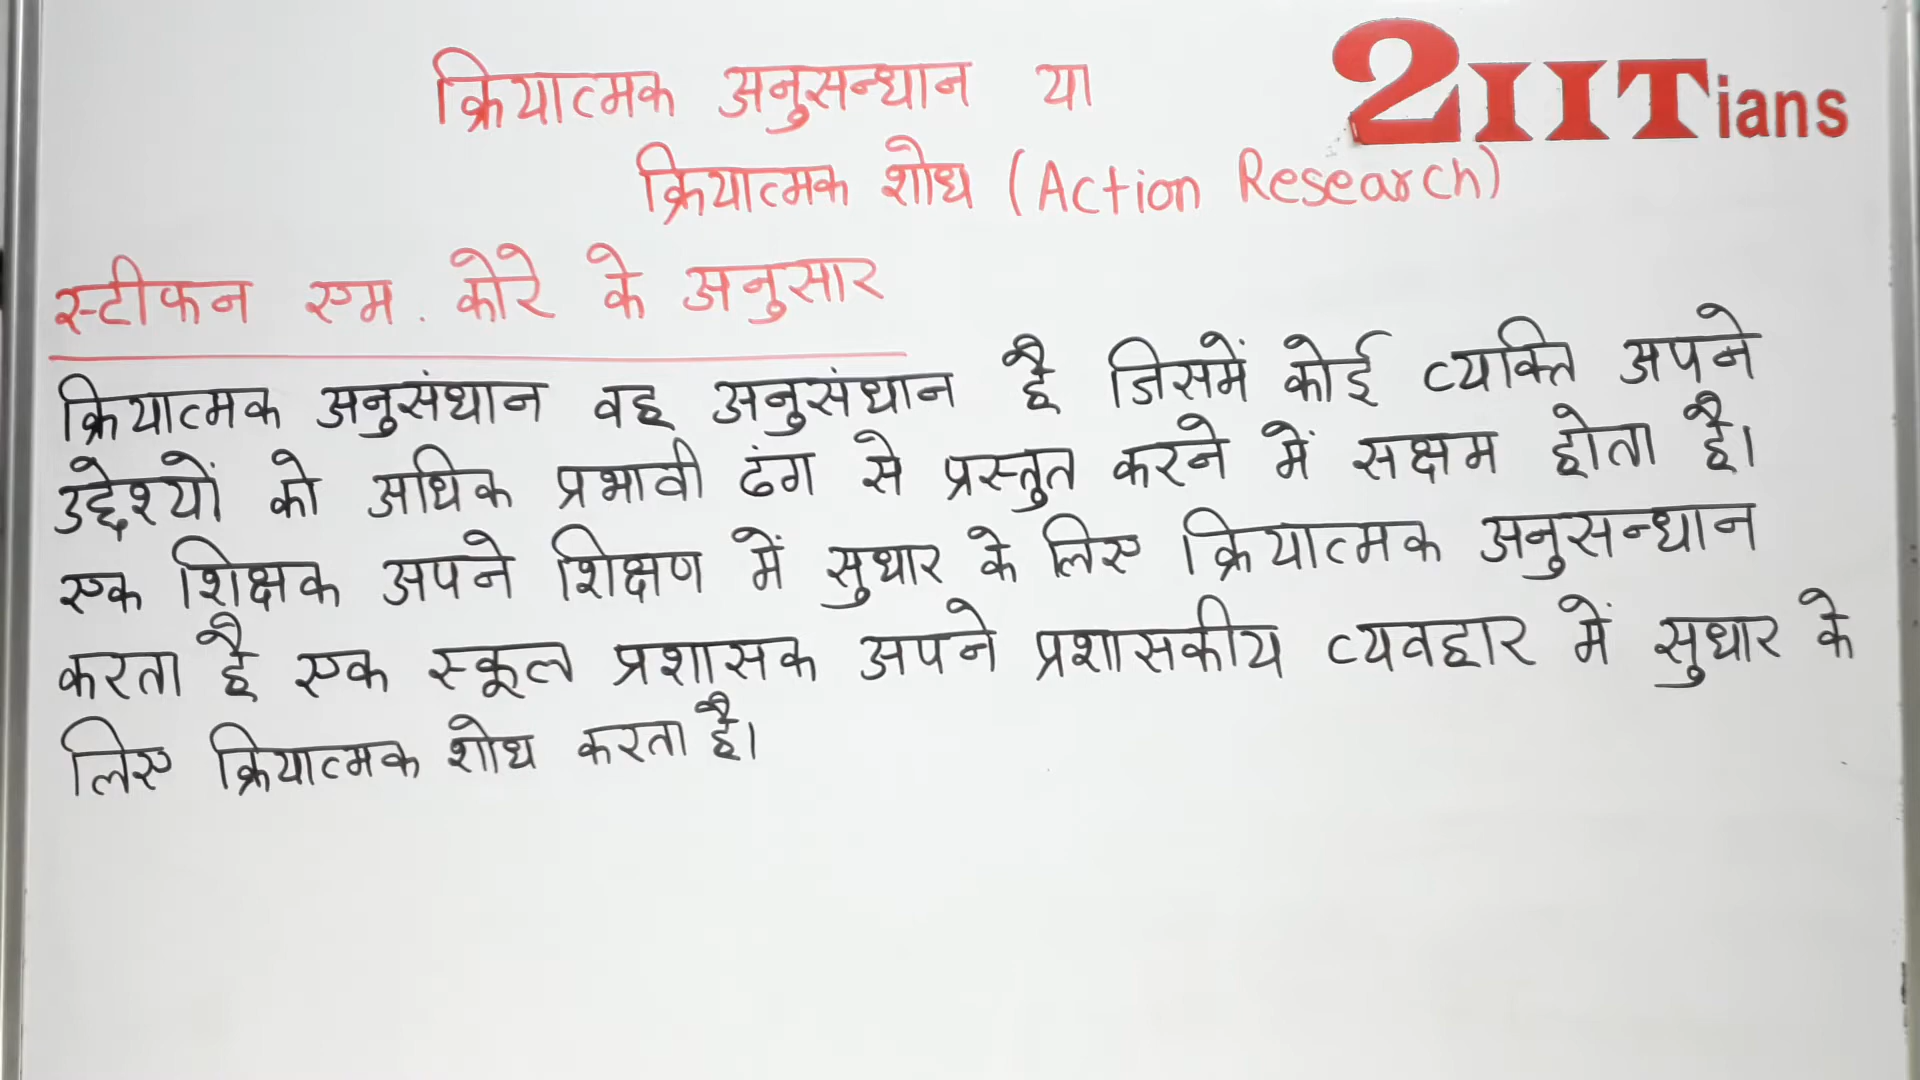 क्रियात्मक अनुसन्धान या
2IITians
क्रियात्मक शोध (Action Research)
स्टीफन एम. कोरे के अनुसार
क्रियात्मक अनुसंधान वह अनुसंधान है जिसमें कोई व्यक्ति अपने
उद्देश्यों को अधिक प्रभावी ढंग से प्रस्तुत करने में सक्षम होता है।
एक शिक्षक अपने शिक्षण में सुधार के लिए क्रियात्मक अनुसन्धान
करता है एक स्कूल प्रशासक अपने प्रशासकीय व्यवहार में सुधार के
लिए क्रियात्मक शोध करता है।